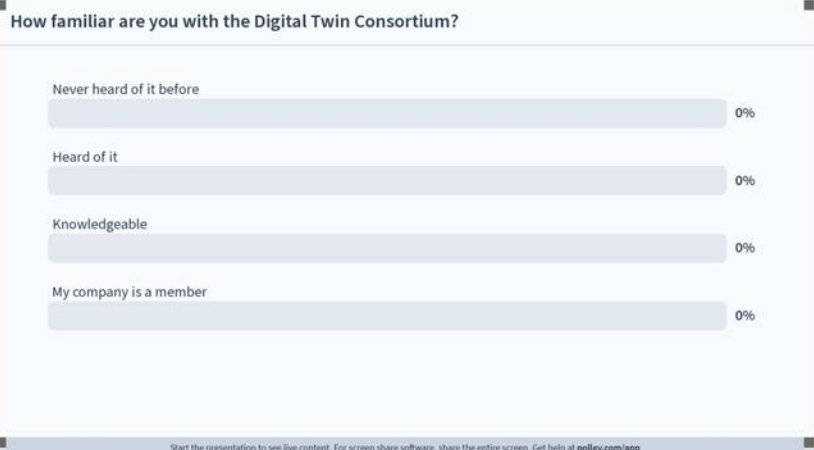 How familiar are you with the Digital Twin Consortium?
Never heard of it before
0%
Heard of it
0%
Knowledgeable
0%
My company is a member
0%
Start the presentation to see live content. For screen share software, share the entire screen. Get help at pollev.com/app